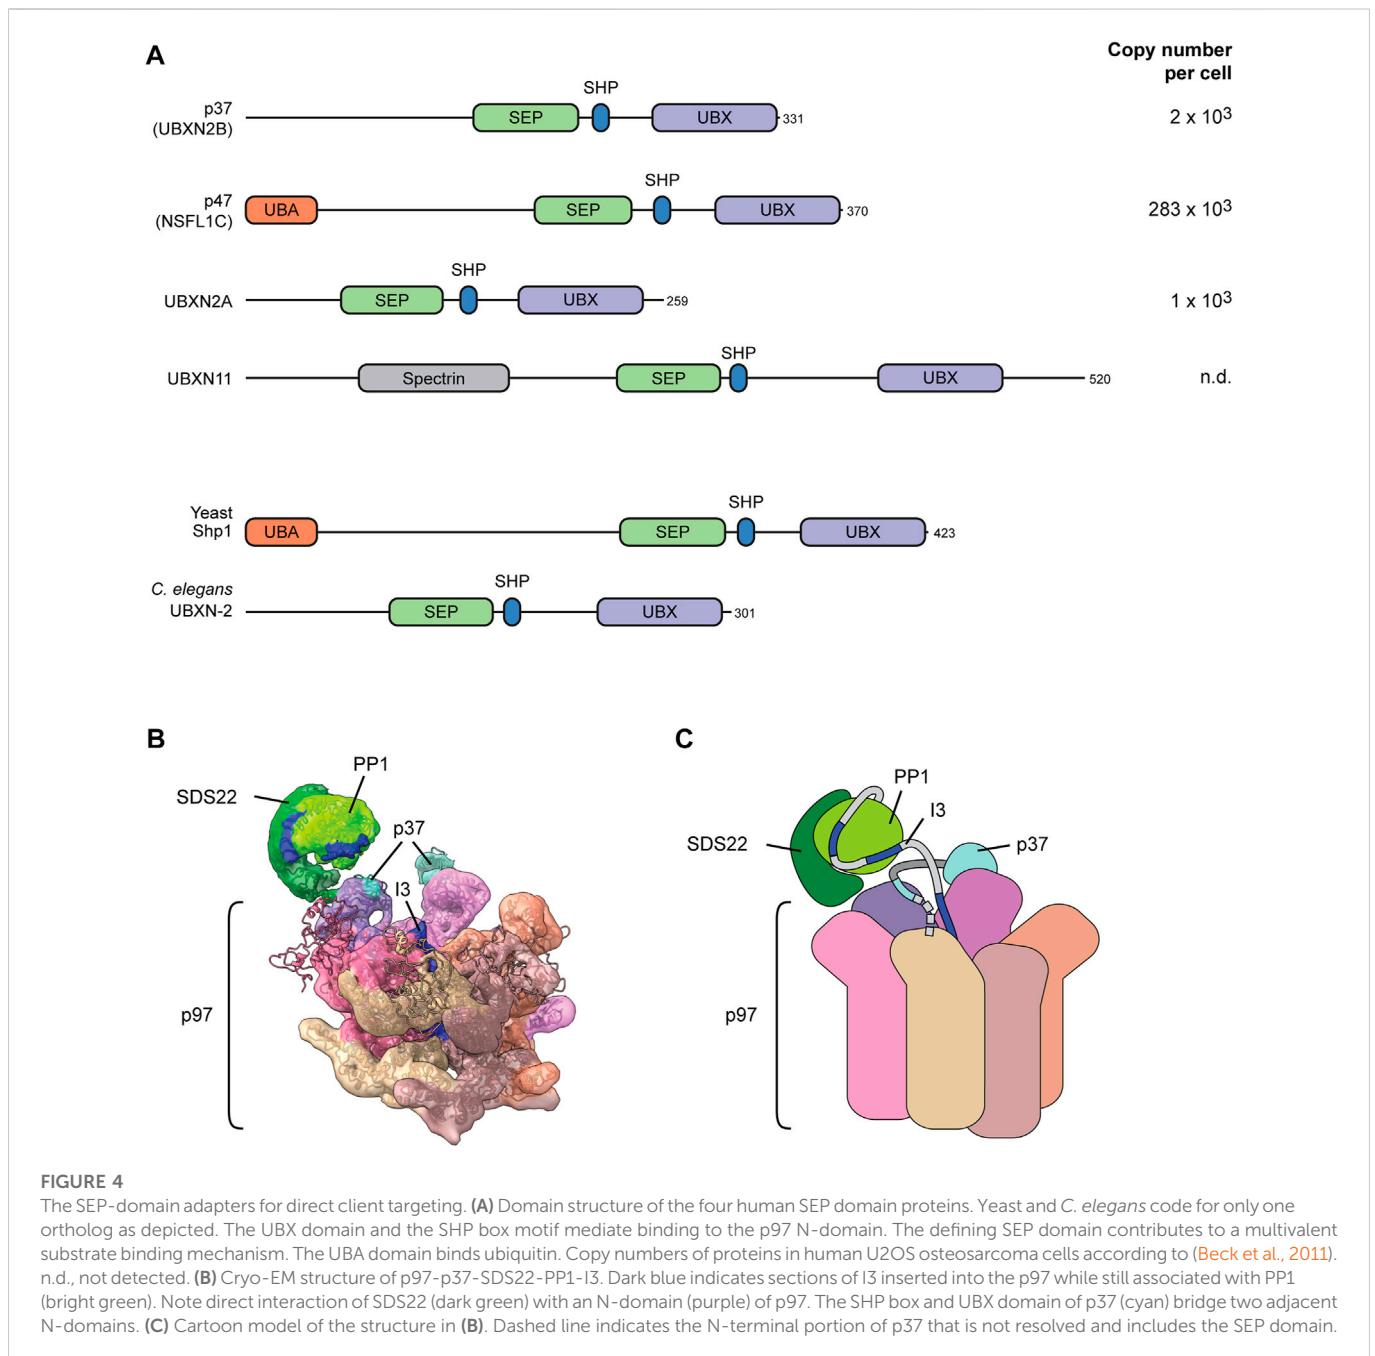 A
Copy number
per cell
p37
(UBXN2B)
SEP
SHP
UBX
331
2 x 10³
p47
(NSFL1C)
UBA
SEP
SHP
UBX
370
283 x 10³
UBXN2A
SEP
SHP
UBX
259
1 x 10³
UBXN11
Spectrin
SEP
SHP
UBX
520
n.d.
Yeast
Shp1
UBA
SEP
SHP
UBX
423
C. elegans
UBXN-2
SEP
SHP
UBX
301
B
PP1
SDS22
p37
I3
p97
C
PP1
I3
SDS22
p37
p97
FIGURE 4
The SEP-domain adapters for direct client targeting. (A) Domain structure of the four human SEP domain proteins. Yeast and C. elegans code for only one
ortholog as depicted. The UBX domain and the SHP box motif mediate binding to the p97 N-domain. The defining SEP domain contributes to a multivalent
substrate binding mechanism. The UBA domain binds ubiquitin. Copy numbers of proteins in human U2OS osteosarcoma cells according to (Beck et al., 2011).
n.d., not detected. (B) Cryo-EM structure of p97-p37-SDS22-PP1-I3. Dark blue indicates sections of I3 inserted into the p97 while still associated with PP1
(bright green). Note direct interaction of SDS22 (dark green) with an N-domain (purple) of p97. The SHP box and UBX domain of p37 (cyan) bridge two adjacent
N-domains. (C) Cartoon model of the structure in (B). Dashed line indicates the N-terminal portion of p37 that is not resolved and includes the SEP domain.